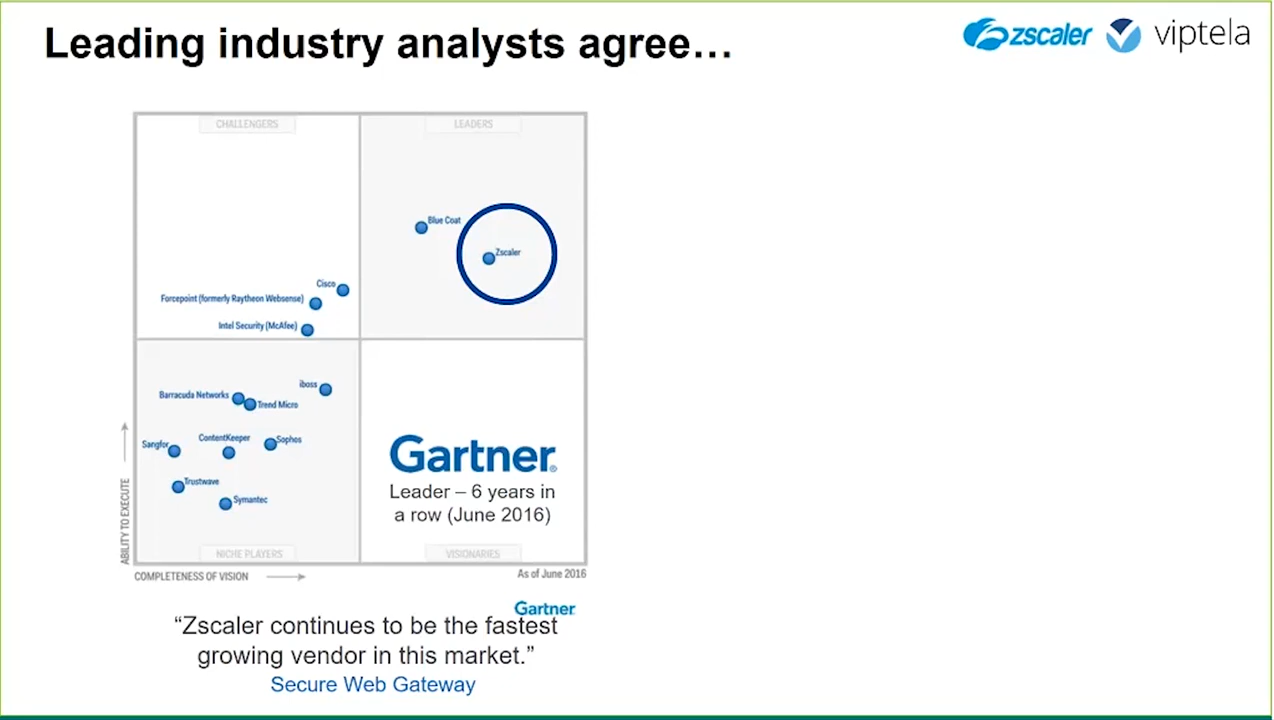 Leading industry analysts agree…
zscaler
viptela
CHALLENGERS
LEADERS
Blue Coat
Zscaler
Cisco
Forcepoint (formerly Raytheon Websense)
Intel Security (McAfee)
iboss
Barracuda Networks
Trend Micro
ContentKeeper
Sophos
Sangfor
Trustwave
Symantec
Gartner®
Leader – 6 years in
a row (June 2016)
NICHE PLAYERS
VISIONARIES
ABILITY TO EXECUTE
COMPLETENESS OF VISION
As of June 2016
Gartner
“Zscaler continues to be the fastest
growing vendor in this market.”
Secure Web Gateway